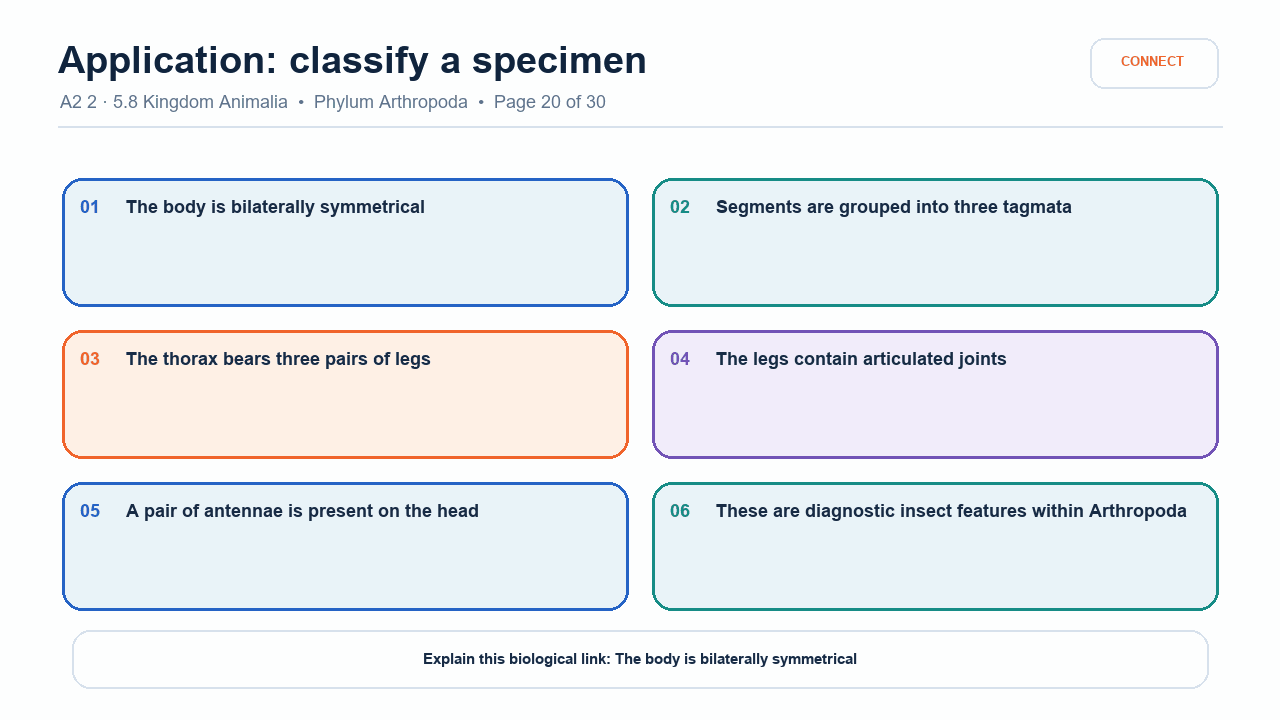 Application: classify a specimen
CONNECT
A2 2 · 5.8 Kingdom Animalia • Phylum Arthropoda • Page 20 of 30
01 The body is bilaterally symmetrical
02 Segments are grouped into three tagmata
03 The thorax bears three pairs of legs
04 The legs contain articulated joints
05 A pair of antennae is present on the head
06 These are diagnostic insect features within Arthropoda
Explain this biological link: The body is bilaterally symmetrical